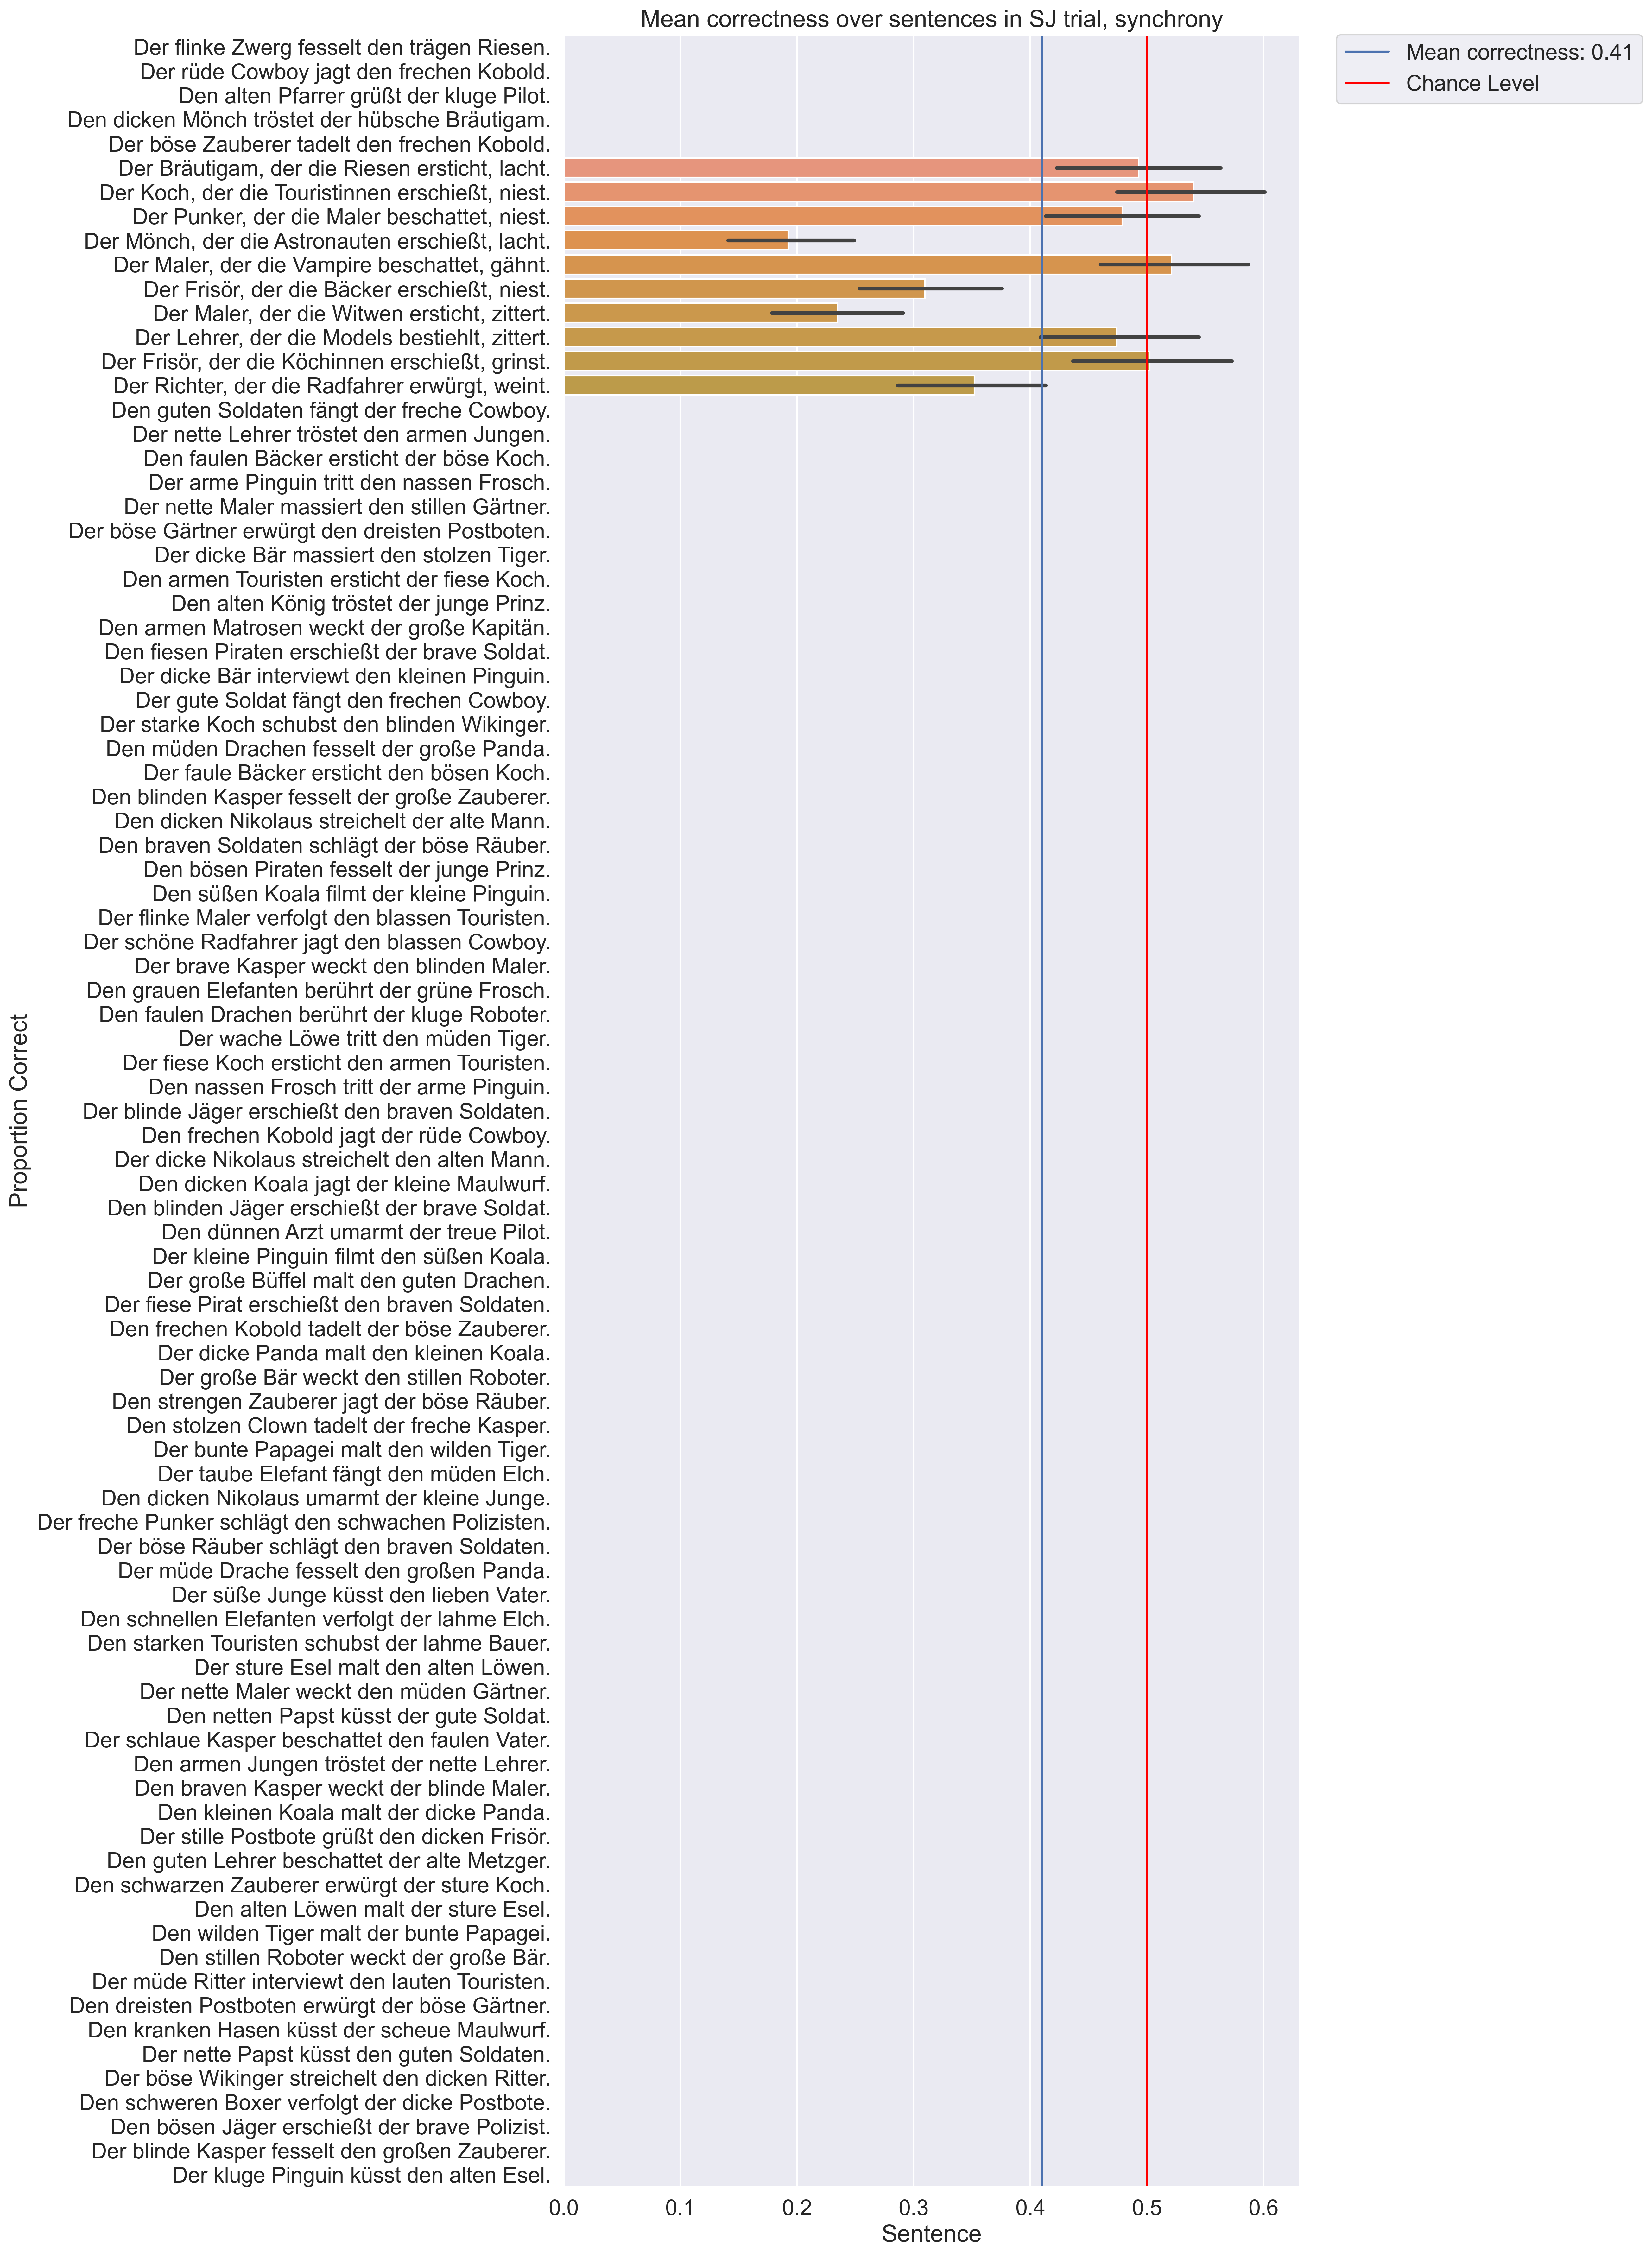 Mean correctness over sentences in SJ trial, synchrony
Mean correctness: 0.41
Chance Level
Der flinke Zwerg fesselt den trägen Riesen.
Der rüde Cowboy jagt den frechen Kobold.
Den alten Pfarrer grüßt der kluge Pilot.
Den dicken Mönch tröstet der hübsche Bräutigam.
Der böse Zauberer tadelt den frechen Kobold.
Der Bräutigam, der die Riesen ersticht, lacht.
Der Koch, der die Touristinnen erschießt, niest.
Der Punker, der die Maler beschattet, niest.
Der Mönch, der die Astronauten erschießt, lacht.
Der Maler, der die Vampire beschattet, gähnt.
Der Frisör, der die Bäcker erschießt, niest.
Der Maler, der die Witwen ersticht, zittert.
Der Lehrer, der die Models bestiehlt, zittert.
Der Frisör, der die Köchinnen erschießt, grinst.
Der Richter, der die Radfahrer erwürgt, weint.
Den guten Soldaten fängt der freche Cowboy.
Der nette Lehrer tröstet den armen Jungen.
Den faulen Bäcker ersticht der böse Koch.
Der arme Pinguin tritt den nassen Frosch.
Der nette Maler massiert den stillen Gärtner.
Der böse Gärtner erwürgt den dreisten Postboten.
Der dicke Bär massiert den stolzen Tiger.
Den armen Touristen ersticht der fiese Koch.
Den alten König tröstet der junge Prinz.
Den armen Matrosen weckt der große Kapitän.
Den fiesen Piraten erschießt der brave Soldat.
Der dicke Bär interviewt den kleinen Pinguin.
Der gute Soldat fängt den frechen Cowboy.
Der starke Koch schubst den blinden Wikinger.
Den müden Drachen fesselt der große Panda.
Der faule Bäcker ersticht den bösen Koch.
Den blinden Kasper fesselt der große Zauberer.
Den dicken Nikolaus streichelt der alte Mann.
Den braven Soldaten schlägt der böse Räuber.
Den bösen Piraten fesselt der junge Prinz.
Den süßen Koala filmt der kleine Pinguin.
Der flinke Maler verfolgt den blassen Touristen.
Der schöne Radfahrer jagt den blassen Cowboy.
Der brave Kasper weckt den blinden Maler.
Den grauen Elefanten berührt der grüne Frosch.
Den faulen Drachen berührt der kluge Roboter.
Der wache Löwe tritt den müden Tiger.
Der fiese Koch ersticht den armen Touristen.
Den nassen Frosch tritt der arme Pinguin.
Der blinde Jäger erschießt den braven Soldaten.
Den frechen Kobold jagt der rüde Cowboy.
Der dicke Nikolaus streichelt den alten Mann.
Den dicken Koala jagt der kleine Maulwurf.
Den blinden Jäger erschießt der brave Soldat.
Den dünnen Arzt umarmt der treue Pilot.
Der kleine Pinguin filmt den süßen Koala.
Der große Büffel malt den guten Drachen.
Der fiese Pirat erschießt den braven Soldaten.
Den frechen Kobold tadelt der böse Zauberer.
Der dicke Panda malt den kleinen Koala.
Der große Bär weckt den stillen Roboter.
Den strengen Zauberer jagt der böse Räuber.
Den stolzen Clown tadelt der freche Kasper.
Der bunte Papagei malt den wilden Tiger.
Der taube Elefant fängt den müden Elch.
Den dicken Nikolaus umarmt der kleine Junge.
Der freche Punker schlägt den schwachen Polizisten.
Der böse Räuber schlägt den braven Soldaten.
Der müde Drache fesselt den großen Panda.
Der süße Junge küsst den lieben Vater.
Den schnellen Elefanten verfolgt der lahme Elch.
Den starken Touristen schubst der lahme Bauer.
Der sture Esel malt den alten Löwen.
Der nette Maler weckt den müden Gärtner.
Den netten Papst küsst der gute Soldat.
Der schlaue Kasper beschattet den faulen Vater.
Den armen Jungen tröstet der nette Lehrer.
Den braven Kasper weckt der blinde Maler.
Den kleinen Koala malt der dicke Panda.
Der stille Postbote grüßt den dicken Frisör.
Den guten Lehrer beschattet der alte Metzger.
Den schwarzen Zauberer erwürgt der sture Koch.
Den alten Löwen malt der sture Esel.
Den wilden Tiger malt der bunte Papagei.
Den stillen Roboter weckt der große Bär.
Der müde Ritter interviewt den lauten Touristen.
Den dreisten Postboten erwürgt der böse Gärtner.
Den kranken Hasen küsst der scheue Maulwurf.
Der nette Papst küsst den guten Soldaten.
Der böse Wikinger streichelt den dicken Ritter.
Den schweren Boxer verfolgt der dicke Postbote.
Den bösen Jäger erschießt der brave Polizist.
Der blinde Kasper fesselt den großen Zauberer.
Der kluge Pinguin küsst den alten Esel.
Proportion Correct
0.0 0.1 0.2 0.3 0.4 0.5 0.6
Sentence